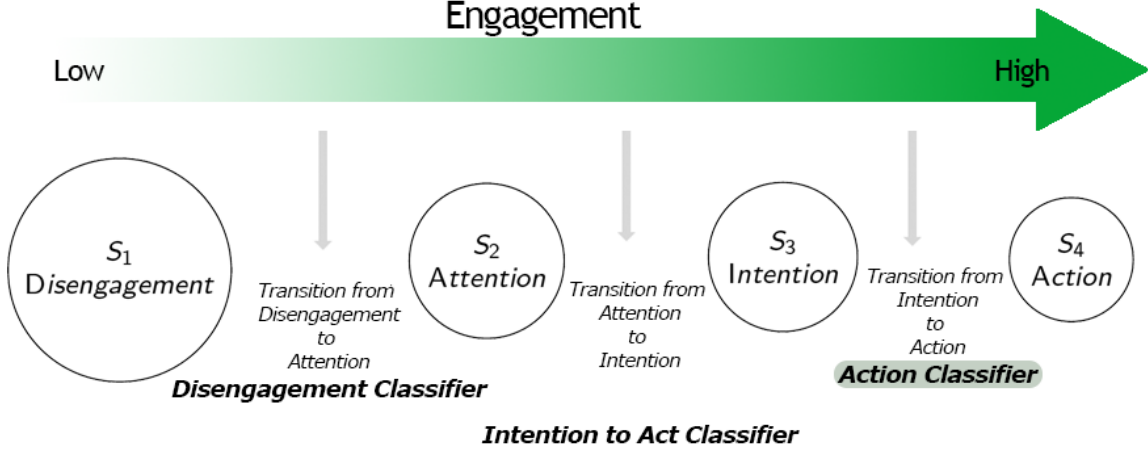 Engagement
Low
High
S₁
Disengagement
Transition from
Disengagement
to
Attention
Disengagement Classifier
S₂
Attention
Transition from
Attention
to
Intention
Intention to Act Classifier
S₃
Intention
Transition from
Intention
to
Action
Action Classifier
S₄
Action